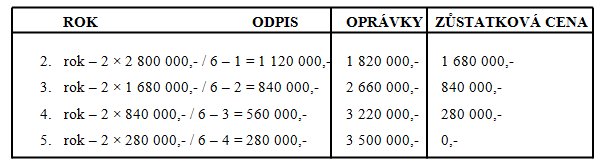 ROK ODPIS OPRÁVKY ZŮSTATKOVÁ CENA
2. rok – 2 × 2 800 000,- / 6 – 1 = 1 120 000,- 1 820 000,- 1 680 000,-
3. rok – 2 × 1 680 000,- / 6 – 2 = 840 000,- 2 660 000,- 840 000,-
4. rok – 2 × 840 000,- / 6 – 3 = 560 000,- 3 220 000,- 280 000,-
5. rok – 2 × 280 000,- / 6 – 4 = 280 000,- 3 500 000,- 0,-